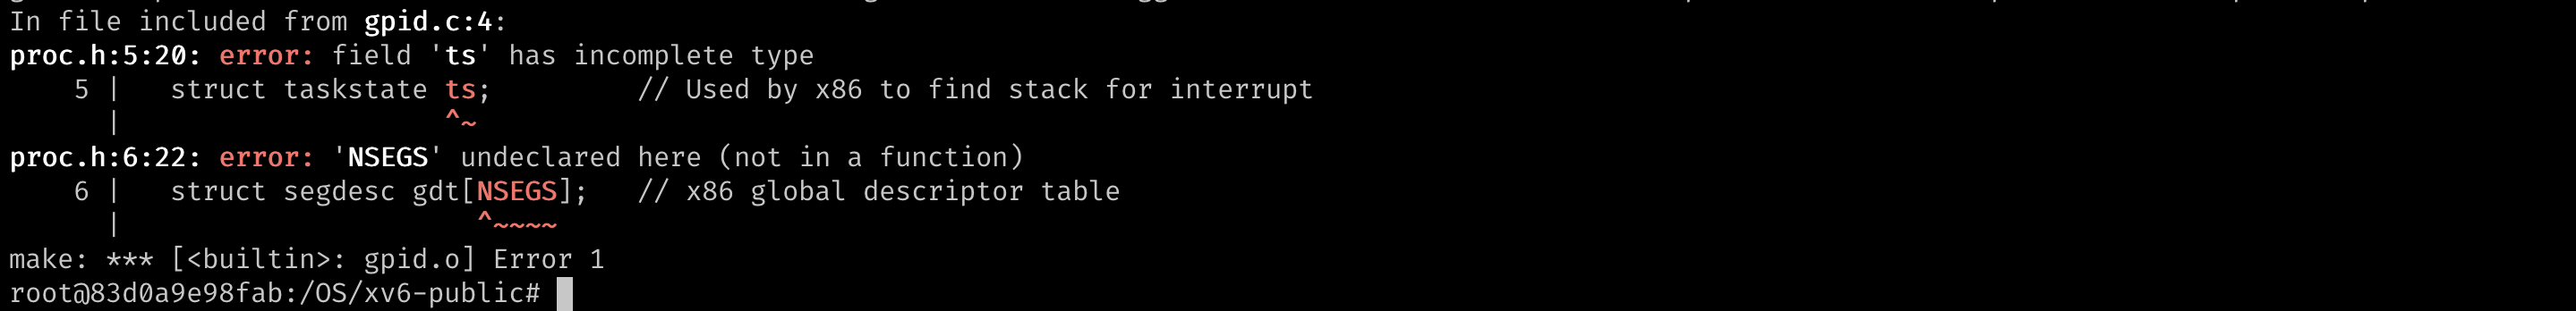 In file included from gpid.c:4:
proc.h:5:20: error: field 'ts' has incomplete type
    5 |   struct taskstate ts;         // Used by x86 to find stack for interrupt
      |                    ^~
proc.h:6:22: error: 'NSEGS' undeclared here (not in a function)
    6 |   struct segdesc gdt[NSEGS];   // x86 global descriptor table
      |                      ^~~~~
make: *** [<builtin>: gpid.o] Error 1
root@83d0a9e98fab:/OS/xv6-public#